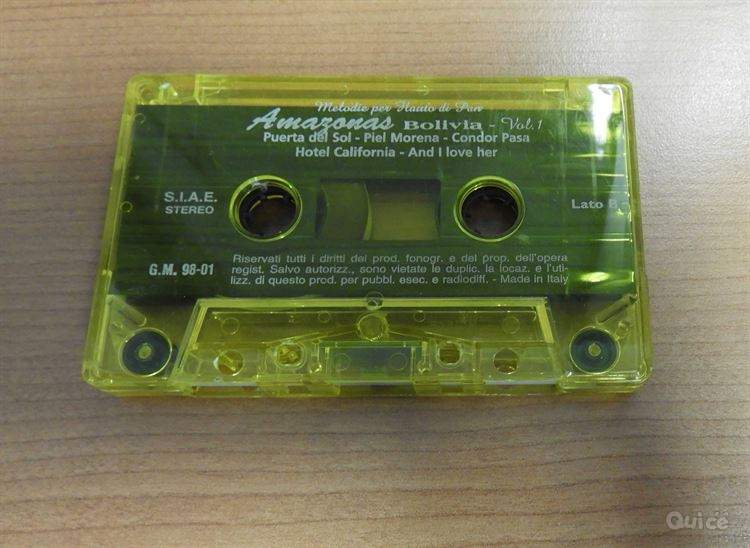 Melodie per Flauto di Pan
Amazonas Bolivia - Vol.1
Puerta del Sol - Piel Morena - Condor Pasa
Hotel California - And I love her
S.I.A.E.
STEREO
Lato B
G.M. 98-01
Riservati tutti i diritti dei prod. fonogr. e del prop. dell'opera
regist. Salvo autorizz., sono vietate le duplic. la locaz. e l'uti-
lizz. di questo prod. per pubbl. esec. e radiodiff. - Made in Italy
Quice